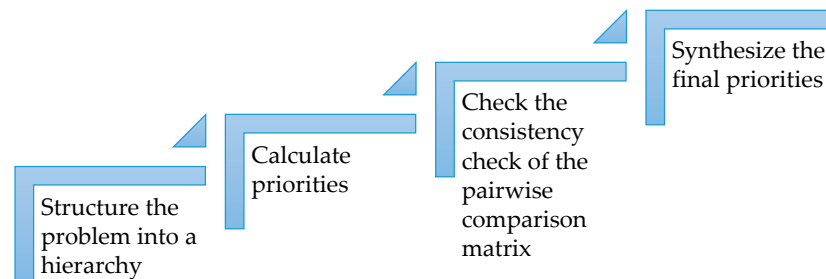 Structure the
problem into a
hierarchy
Calculate
priorities
Check the
consistency
check of the
pairwise
comparison
matrix
Synthesize the
final priorities